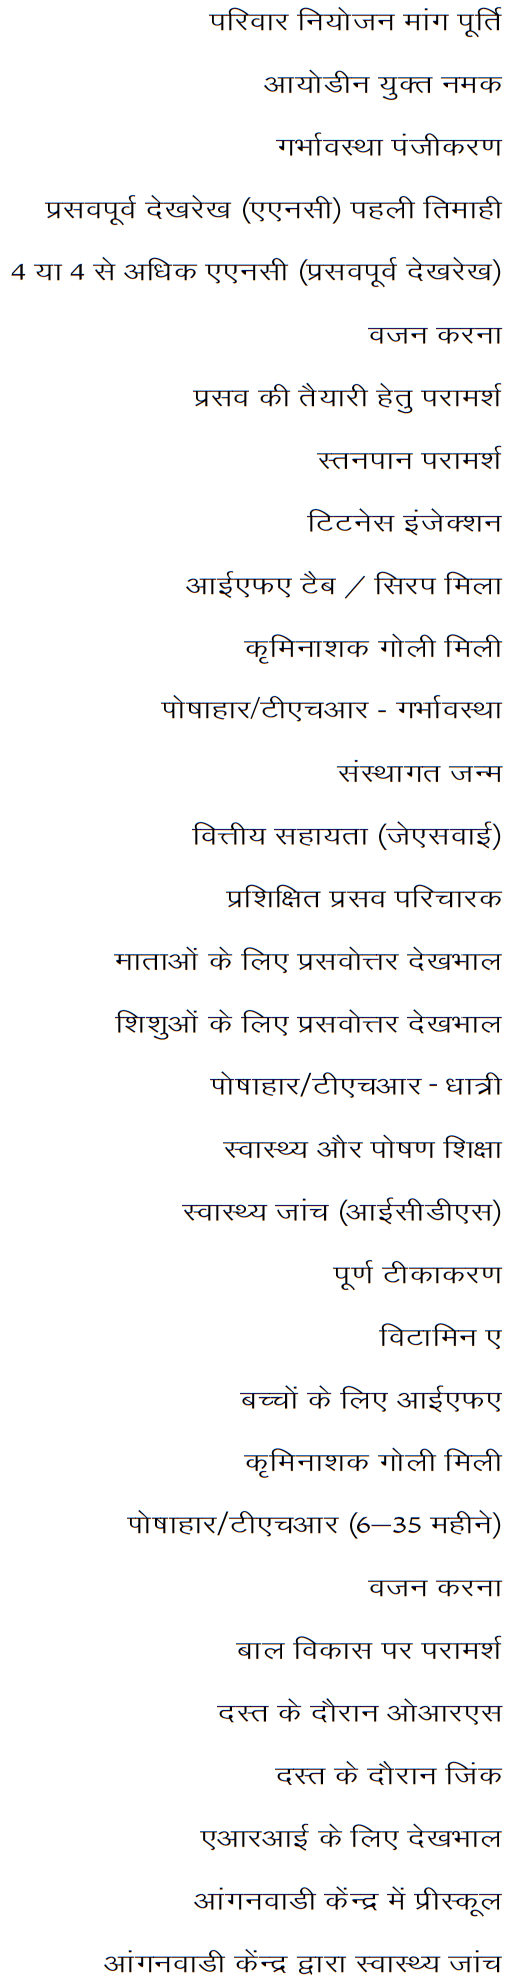 परिवार नियोजन मांग पूर्ति
आयोडीन युक्त नमक
गर्भावस्था पंजीकरण
प्रसवपूर्व देखरेख (एएनसी) पहली तिमाही
4 या 4 से अधिक एएनसी (प्रसवपूर्व देखरेख)
वजन करना
प्रसव की तैयारी हेतु परामर्श
स्तनपान परामर्श
टिटनेस इंजेक्शन
आईएफए टैब / सिरप मिला
कृमिनाशक गोली मिली
पोषाहार/टीएचआर - गर्भावस्था
संस्थागत जन्म
वित्तीय सहायता (जेएसवाई)
प्रशिक्षित प्रसव परिचारक
माताओं के लिए प्रसवोत्तर देखभाल
शिशुओं के लिए प्रसवोत्तर देखभाल
पोषाहार/टीएचआर - धात्री
स्वास्थ्य और पोषण शिक्षा
स्वास्थ्य जांच (आईसीडीएस)
पूर्ण टीकाकरण
विटामिन ए
बच्चों के लिए आईएफए
कृमिनाशक गोली मिली
पोषाहार/टीएचआर (6–35 महीने)
वजन करना
बाल विकास पर परामर्श
दस्त के दौरान ओआरएस
दस्त के दौरान जिंक
एआरआई के लिए देखभाल
आंगनवाडी केंन्द्र में प्रीस्कूल
आंगनवाडी केंन्द्र द्वारा स्वास्थ्य जांच